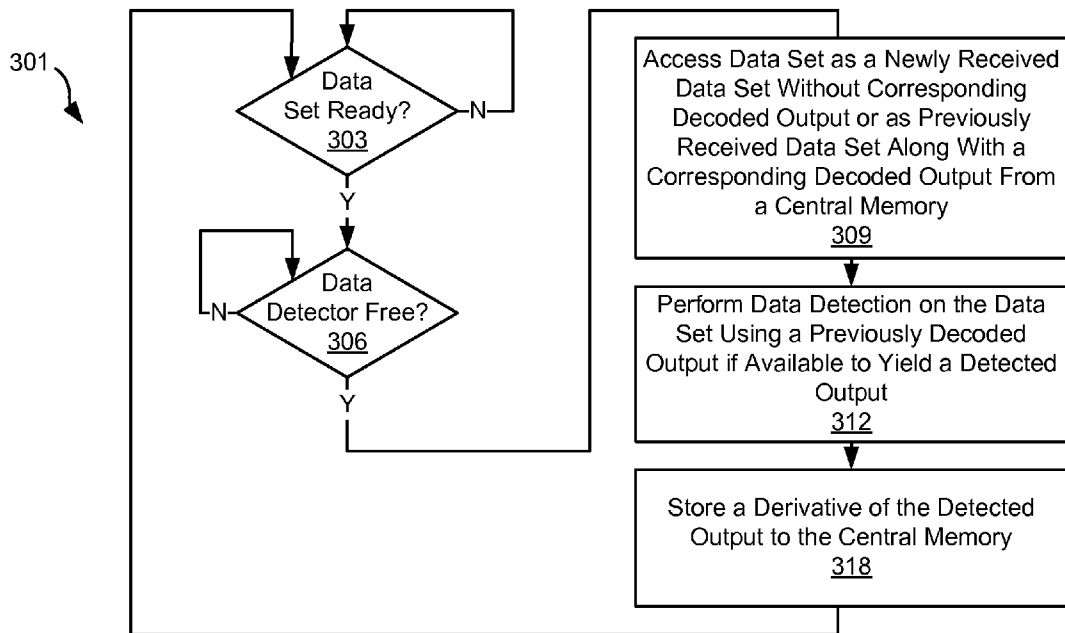 301
Data
Set Ready?
303
N
Y
Data
Detector Free?
306
N
Y
Access Data Set as a Newly Received
Data Set Without Corresponding
Decoded Output or as Previously
Received Data Set Along With a
Corresponding Decoded Output From
a Central Memory
309
Perform Data Detection on the Data
Set Using a Previously Decoded
Output if Available to Yield a Detected
Output
312
Store a Derivative of the Detected
Output to the Central Memory
318